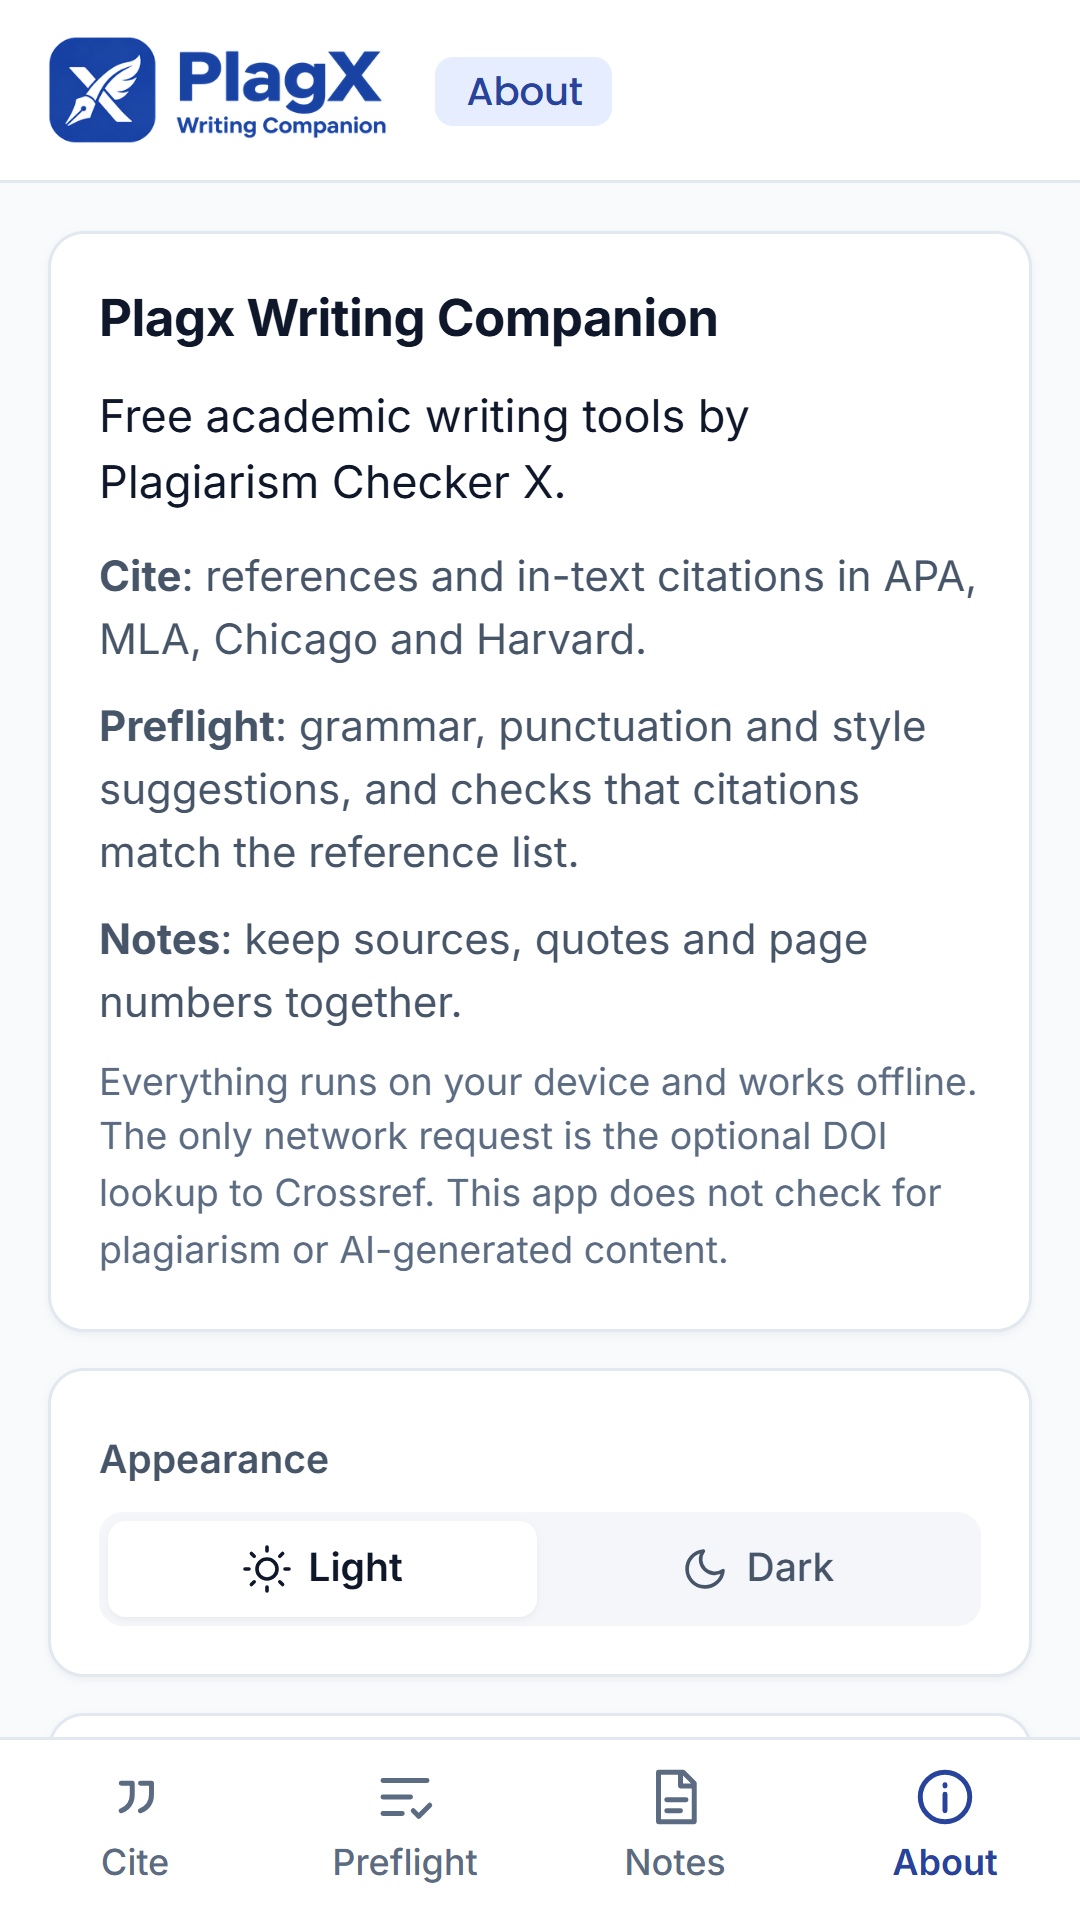 PlagX
Writing Companion
About
Plagx Writing Companion
Free academic writing tools by
Plagiarism Checker X.
Cite: references and in-text citations in APA,
MLA, Chicago and Harvard.
Preflight: grammar, punctuation and style
suggestions, and checks that citations
match the reference list.
Notes: keep sources, quotes and page
numbers together.
Everything runs on your device and works offline.
The only network request is the optional DOI
lookup to Crossref. This app does not check for
plagiarism or AI-generated content.
Appearance
Light
Dark
Cite
Preflight
Notes
About